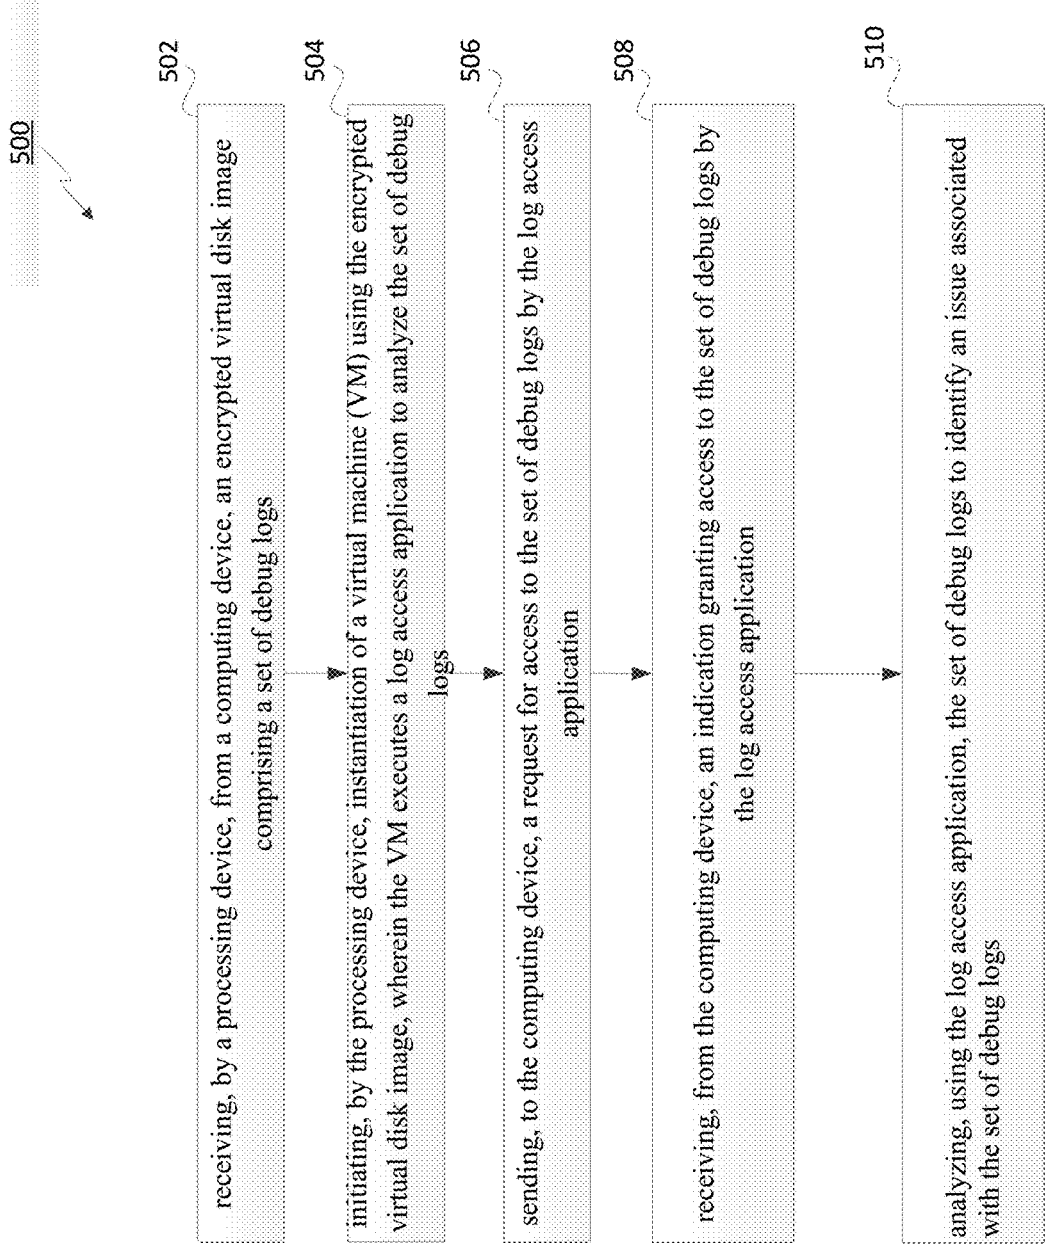 500
502
receiving, by a processing device, from a computing device, an encrypted virtual disk image
comprising a set of debug logs
504
initiating, by the processing device, instantiation of a virtual machine (VM) using the encrypted
virtual disk image, wherein the VM executes a log access application to analyze the set of debug
logs
506
sending, to the computing device, a request for access to the set of debug logs by the log access
application
508
receiving, from the computing device, an indication granting access to the set of debug logs by
the log access application
510
analyzing, using the log access application, the set of debug logs to identify an issue associated
with the set of debug logs